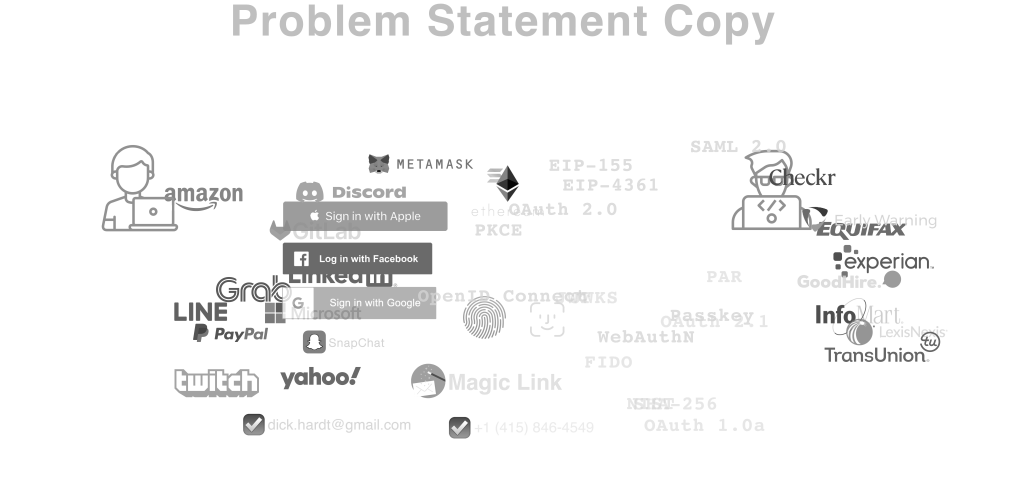 Problem Statement Copy
SAML 2.0
METAMASK
EIP-155
Checkr
EIP-4361
amazon
Discord
OAuth 2.0
Sign in with Apple
ethereum
Early Warning
GitLab
PKCE
EQUIFAX
Log in with Facebook
experian.
LinkedIn
PAR
GoodHire.
Grab
G Sign in with Google
OpenID Connect
JWKS
LINE
Microsoft
Passkey
InfoMart.
OAuth 2.1
PayPal
WebAuthN
LexisNexis
SnapChat
tu
TransUnion
FIDO
twitch
yahoo!
Magic Link
SHA-256
dick.hardt@gmail.com
+1 (415) 846-4549
OAuth 1.0a